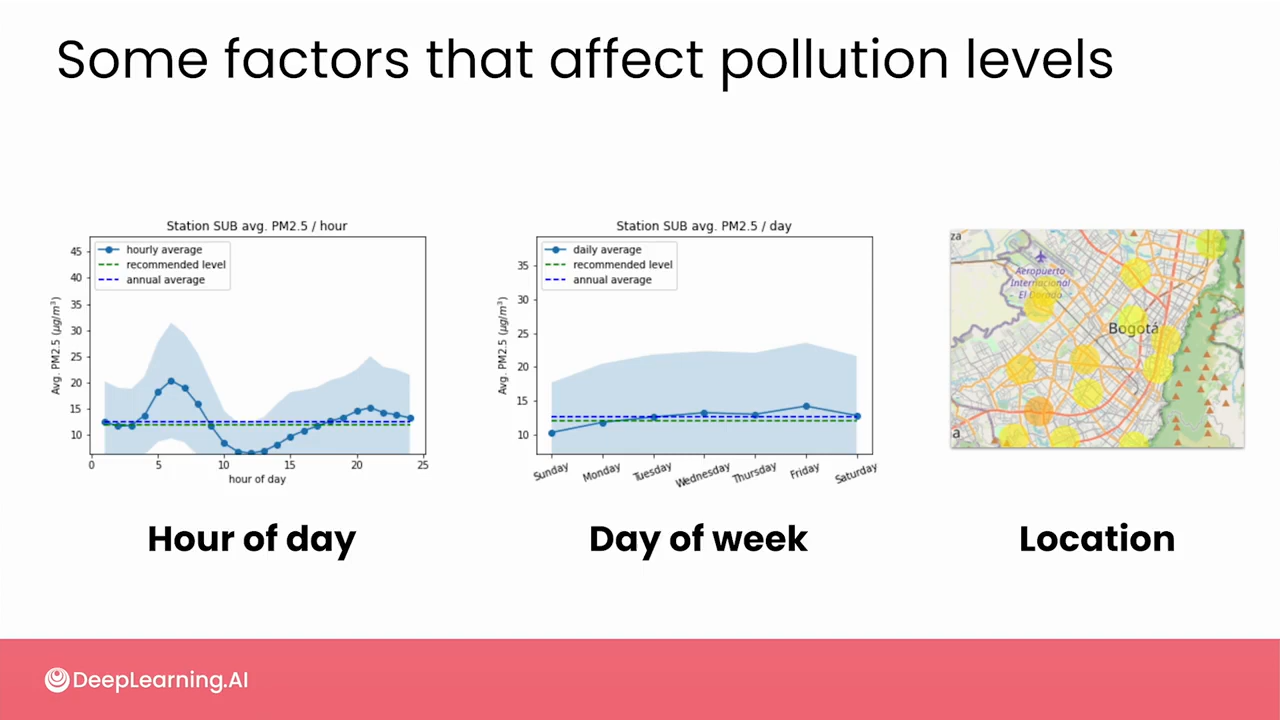 Some factors that affect pollution levels
Station SUB avg. PM2.5 / hour
hourly average
recommended level
annual average
Avg. PM2.5 (µg/m³)
45
40
35
30
25
20
15
10
0 5 10 15 20 25
hour of day
Hour of day
Station SUB avg. PM2.5 / day
daily average
recommended level
annual average
Avg. PM2.5 (µg/m³)
35
30
25
20
15
10
Sunday Monday Tuesday Wednesday Thursday Friday Saturday
Day of week
za
Aeropuerto
Internacional
El Dorado
Bogotá
a
Location
DeepLearning.AI